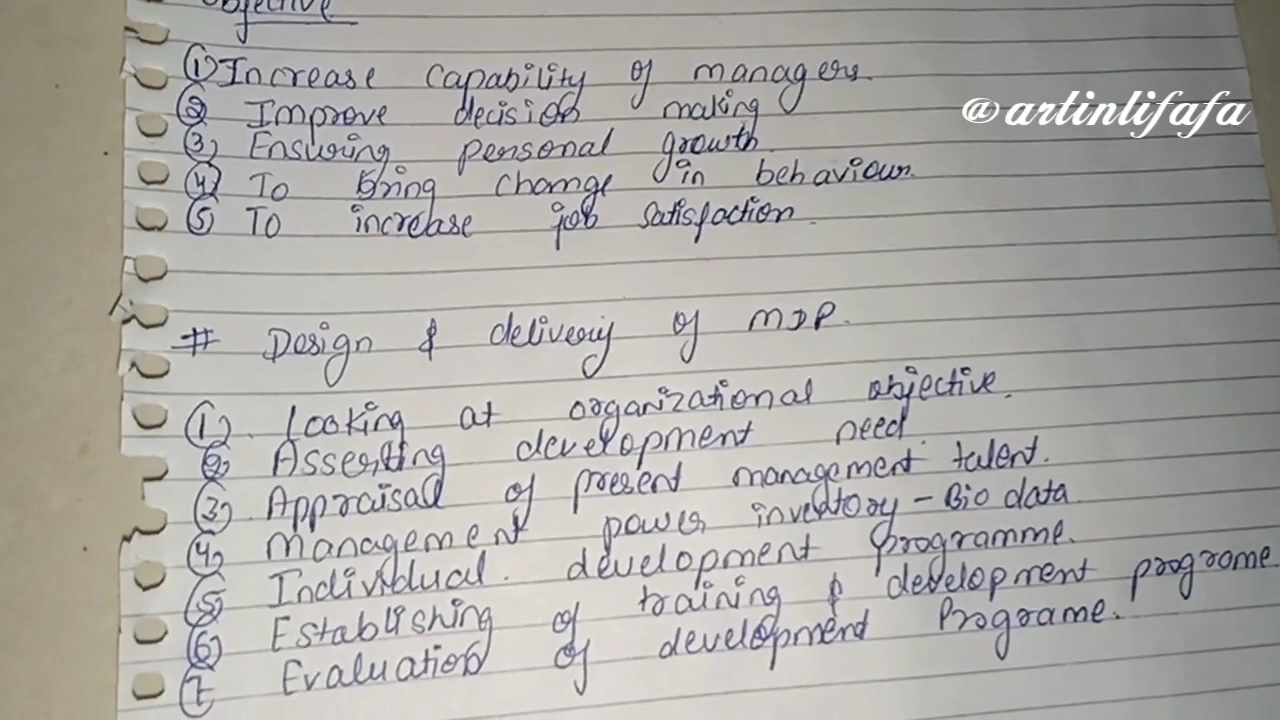 Objective
① Increase capability of managers
② Improve decision making
③ Ensuring personal growth.
④ To bring change in behaviour.
⑤ To increase job satisfaction.
@artinlifafa
# Design & delivery of MDP.
① Looking at organizational objective.
② Assesiting development need.
③ Appraisal of present management talent.
④ Management power inventory - Bio data
⑤ Individual. development programme.
⑥ Establishing of training & development programe
⑦ Evaluation of development Programe.